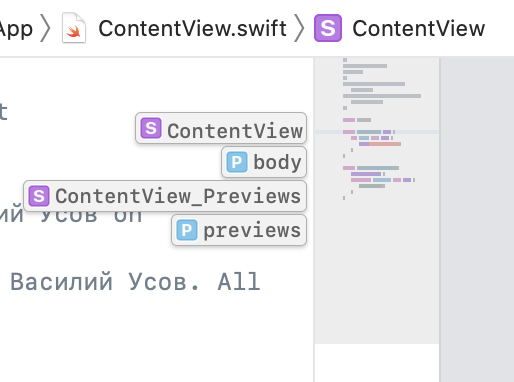 App 〉 ContentView.swift 〉 S ContentView
t
S ContentView
P body
S ContentView_Previews
ий Усов on
P previews
Василий Усов. All